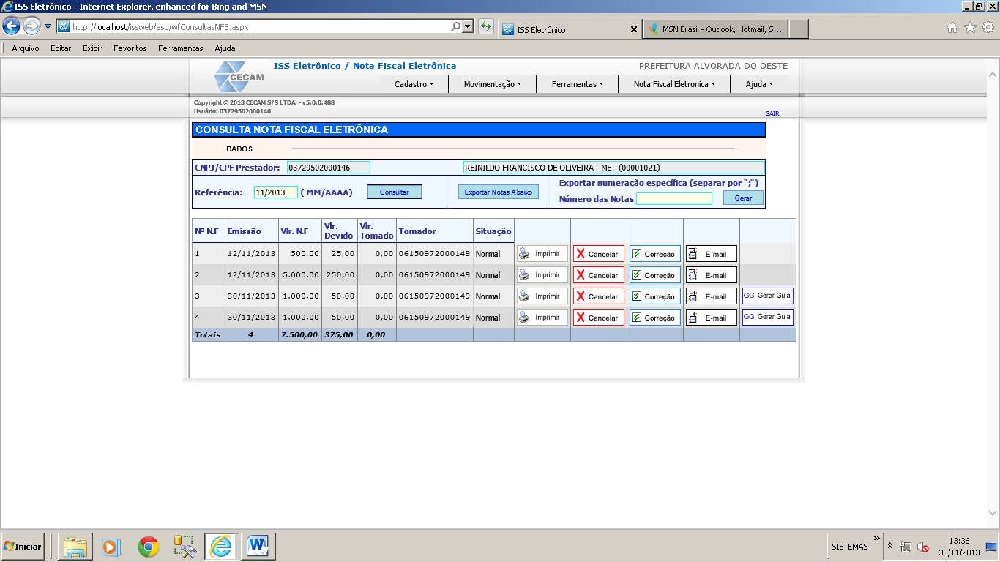 ISS Eletrônico - Internet Explorer, enhanced for Bing and MSN
http://localhost/issweb/asp/wfConsultasNFE.aspx
ISS Eletrônico
MSN Brasil - Outlook, Hotmail, S...
Arquivo Editar Exibir Favoritos Ferramentas Ajuda
CECAM
ISS Eletrônico / Nota Fiscal Eletrônica
PREFEITURA ALVORADA DO OESTE
Cadastro Movimentação Ferramentas Nota Fiscal Eletronica Ajuda
Copyright © 2013 CECAM S/S LTDA. - v5.0.0.488
Usuário: 03729502000146
SAIR
CONSULTA NOTA FISCAL ELETRÔNICA
DADOS
CNPJ/CPF Prestador: 03729502000146 REINILDO FRANCISCO DE OLIVEIRA - ME - (00001021)
Referência: 11/2013 ( MM/AAAA) Consultar Exportar Notas Abaixo
Exportar numeração específica (separar por ";")
Número das Notas Gerar
Nº N.F Emissão Vlr. N.F Vlr. Devido Vlr. Tomado Tomador Situação
1 12/11/2013 500,00 25,00 0,00 06150972000149 Normal Imprimir Cancelar Correção E-mail
2 12/11/2013 5.000,00 250,00 0,00 06150972000149 Normal Imprimir Cancelar Correção E-mail
3 30/11/2013 1.000,00 50,00 0,00 06150972000149 Normal Imprimir Cancelar Correção E-mail GG Gerar Guia
4 30/11/2013 1.000,00 50,00 0,00 06150972000149 Normal Imprimir Cancelar Correção E-mail GG Gerar Guia
Totais 4 7.500,00 375,00 0,00
Iniciar
SISTEMAS
13:36
30/11/2013